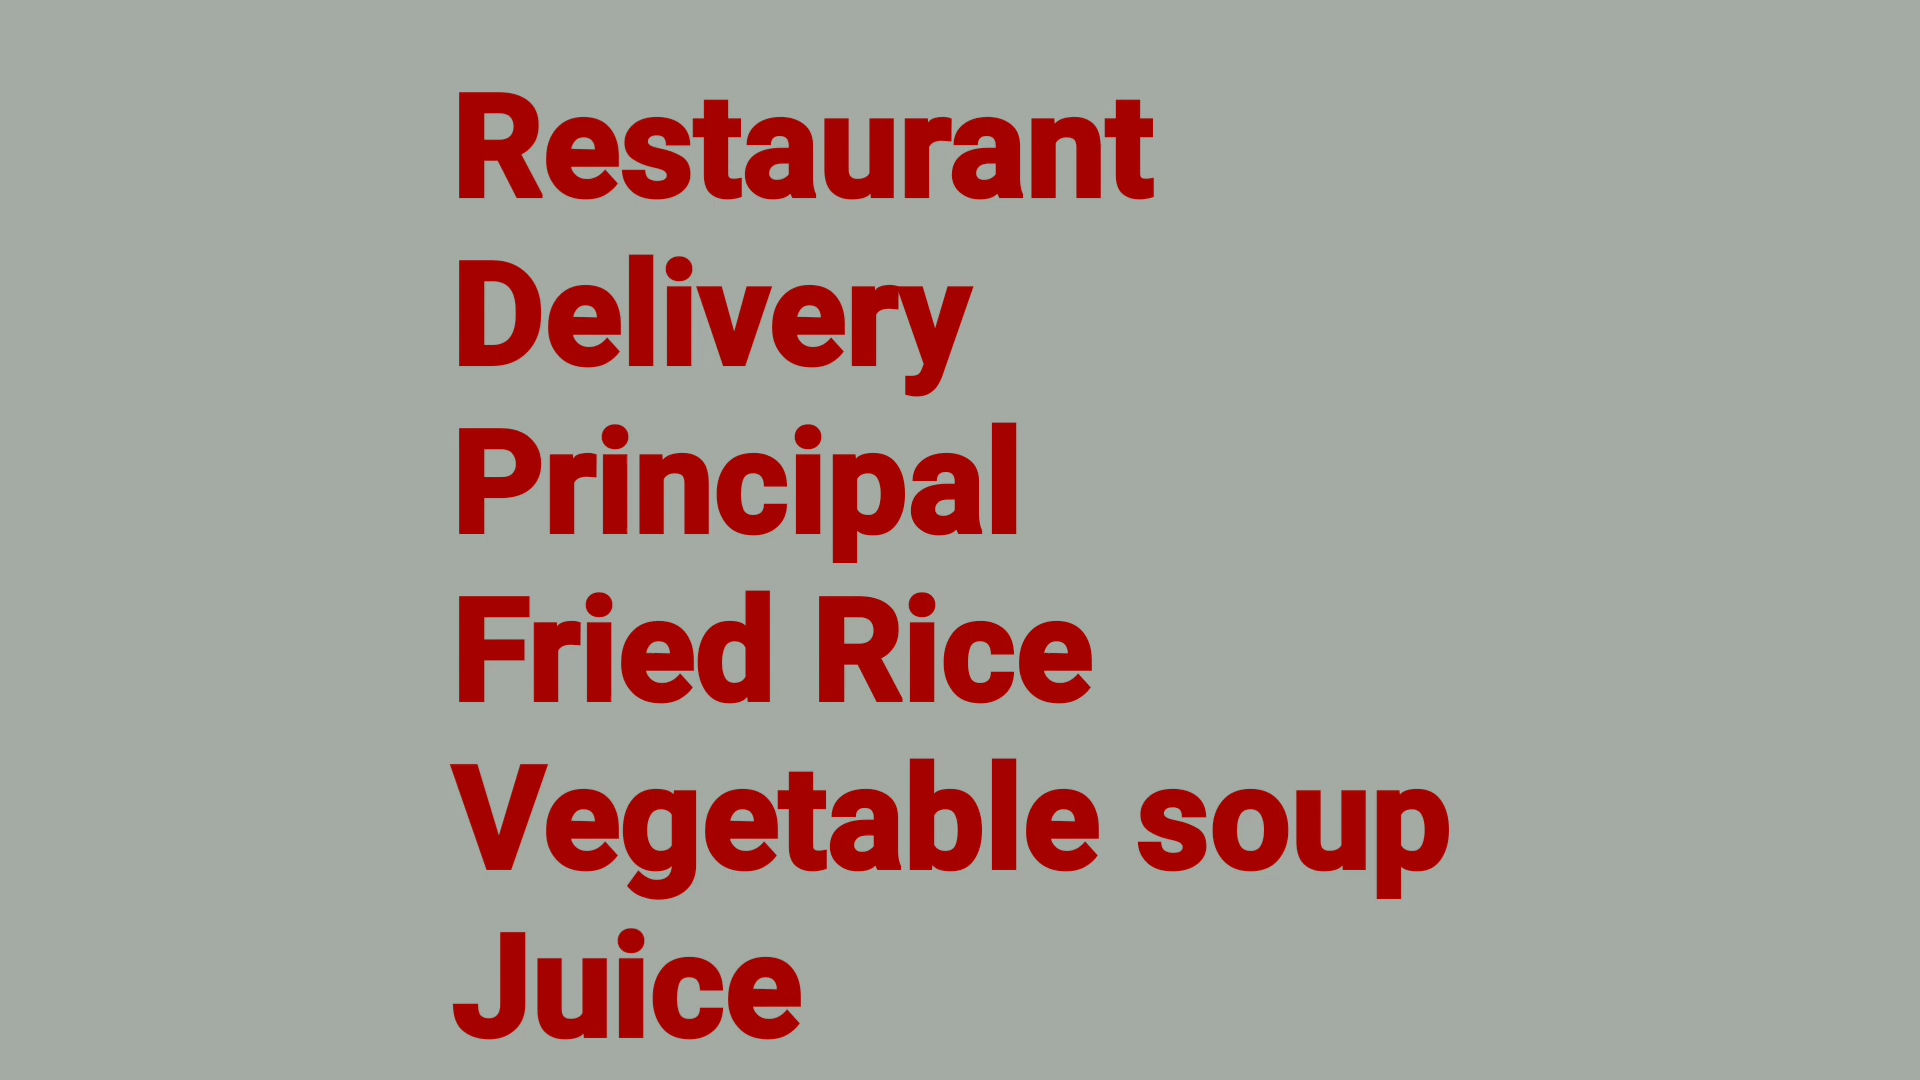 Restaurant
Delivery
Principal
Fried Rice
Vegetable soup
Juice